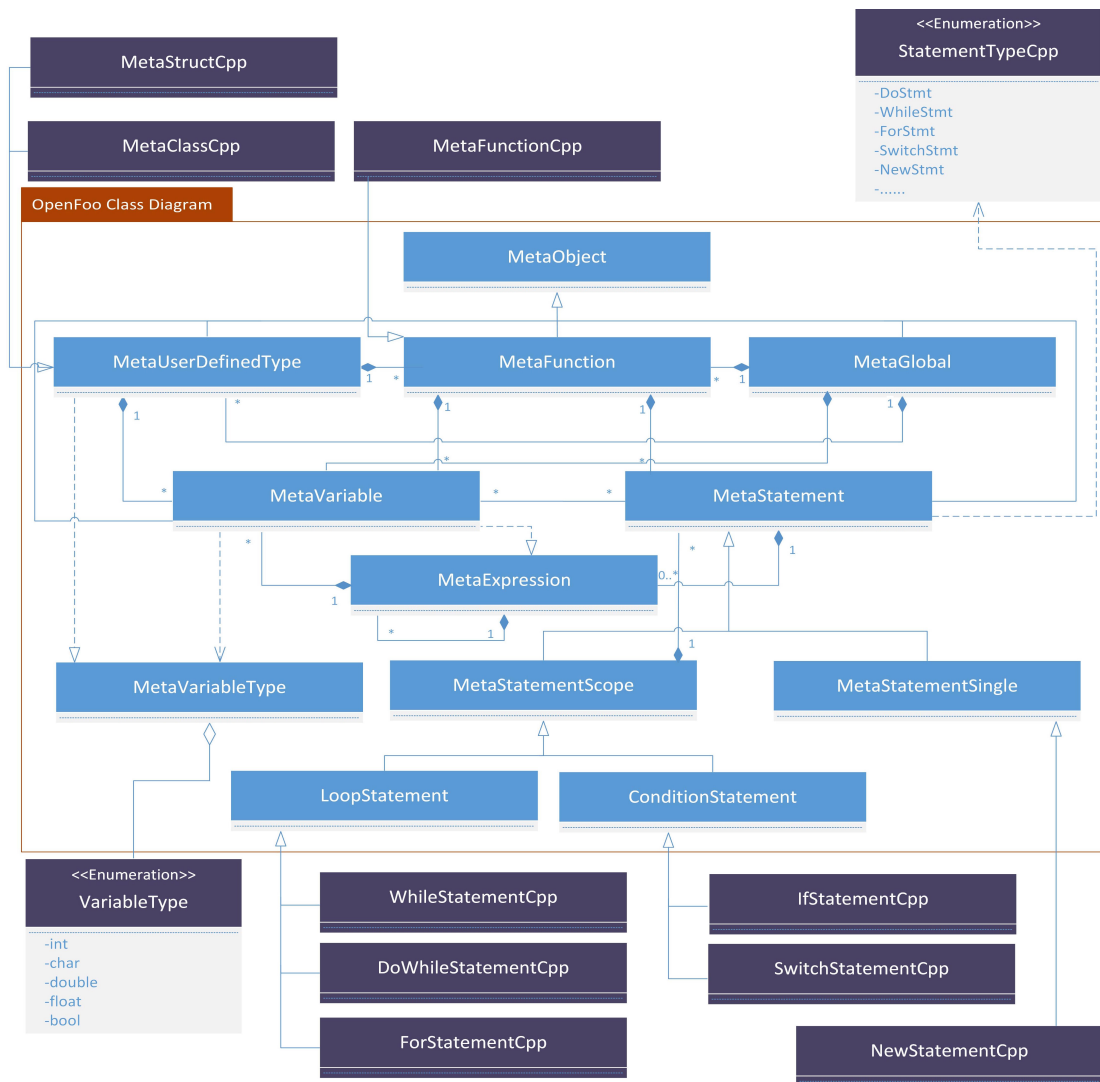 <<Enumeration>>
StatementTypeCpp
-DoStmt
-WhileStmt
-ForStmt
-SwitchStmt
-NewStmt
-......
MetaStructCpp
MetaClassCpp
MetaFunctionCpp
OpenFoo Class Diagram
MetaObject
MetaUserDefinedType
MetaFunction
MetaGlobal
1
*
*
1
1
*
1
1
1
*
*
*
*
*
*
MetaVariable
MetaStatement
*
*
1
MetaExpression
0..*
1
*
1
1
MetaVariableType
MetaStatementScope
MetaStatementSingle
LoopStatement
ConditionStatement
<<Enumeration>>
VariableType
-int
-char
-double
-float
-bool
WhileStatementCpp
DoWhileStatementCpp
ForStatementCpp
IfStatementCpp
SwitchStatementCpp
NewStatementCpp